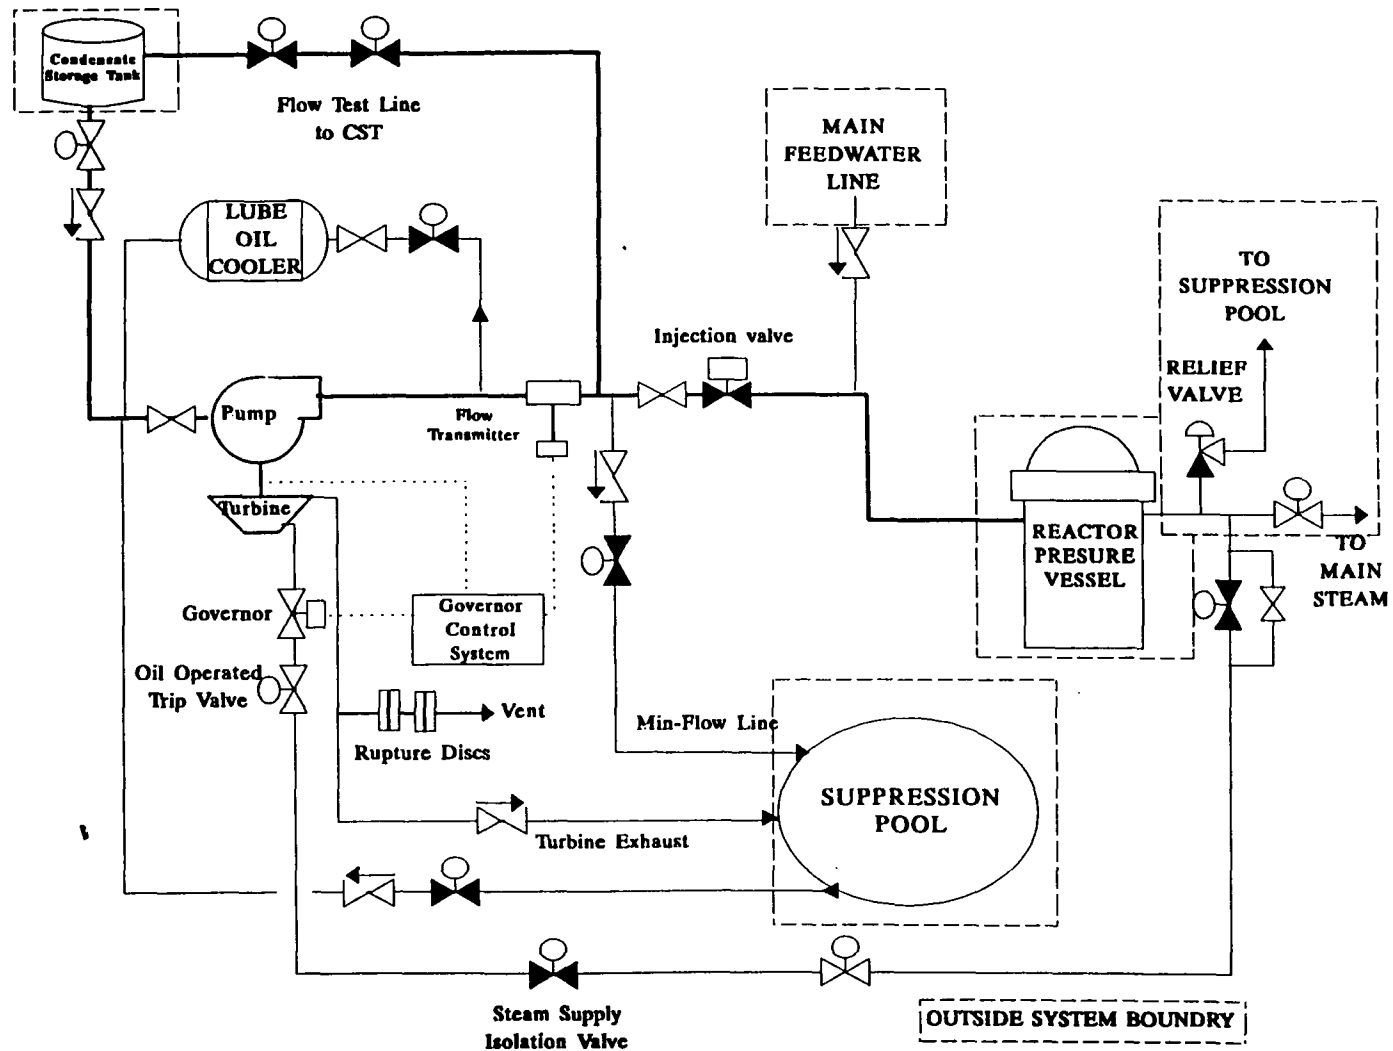 Condensate
Storage Tank
Flow Test Line
to CST
MAIN
FEEDWATER
LINE
LUBE
OIL
COOLER
TO
SUPPRESSION
POOL
Injection valve
RELIEF
VALVE
Pump
Flow
Transmitter
Turbine
REACTOR
PRESURE
VESSEL
TO
MAIN
STEAM
Governor
Governor
Control
System
Oil Operated
Trip Valve
Vent
Rupture Discs
Min-Flow Line
SUPPRESSION
POOL
Turbine Exhaust
Steam Supply
Isolation Valve
OUTSIDE SYSTEM BOUNDRY